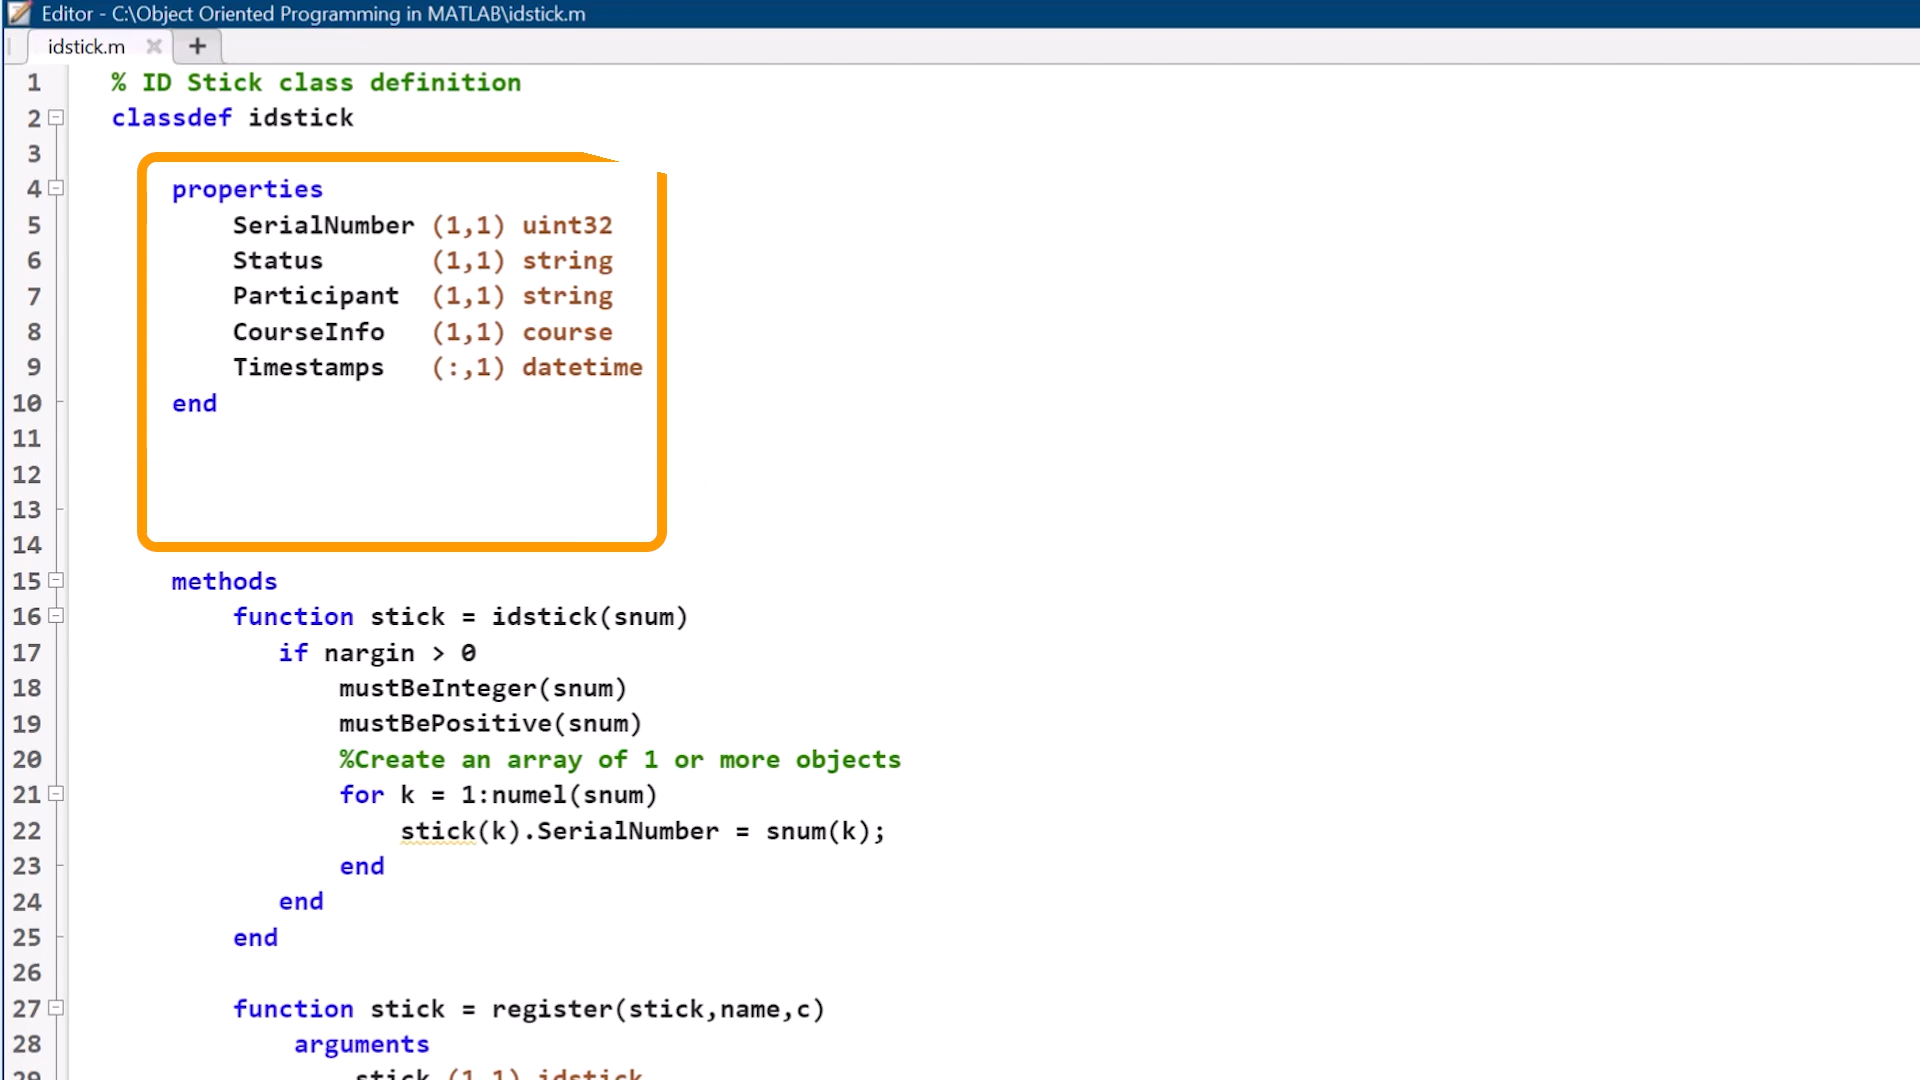 Editor - C:\Object Oriented Programming in MATLAB\idstick.m
idstick.m
1 % ID Stick class definition
2 classdef idstick
3
4 properties
5 SerialNumber (1,1) uint32
6 Status (1,1) string
7 Participant (1,1) string
8 CourseInfo (1,1) course
9 Timestamps (:,1) datetime
10 end
11
12
13
14
15 methods
16 function stick = idstick(snum)
17 if nargin > 0
18 mustBeInteger(snum)
19 mustBePositive(snum)
20 %Create an array of 1 or more objects
21 for k = 1:numel(snum)
22 stick(k).SerialNumber = snum(k);
23 end
24 end
25 end
26
27 function stick = register(stick,name,c)
28 arguments
29 stick (1,1) idstick